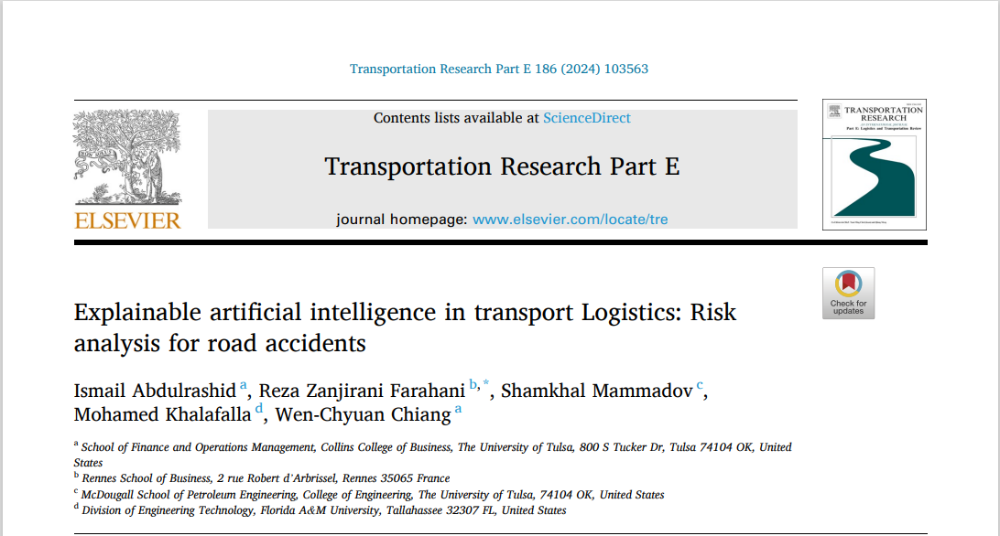 Transportation Research Part E 186 (2024) 103563
Contents lists available at ScienceDirect
Transportation Research Part E
journal homepage: www.elsevier.com/locate/tre
ELSEVIER
TRANSPORTATION
RESEARCH
Part E: Logistics and Transportation Review
Check for
updates
Explainable artificial intelligence in transport Logistics: Risk
analysis for road accidents
Ismail Abdulrashid a, Reza Zanjirani Farahani b,*, Shamkhal Mammadov c,
Mohamed Khalafalla d, Wen-Chyuan Chiang a
a School of Finance and Operations Management, Collins College of Business, The University of Tulsa, 800 S Tucker Dr, Tulsa 74104 OK, United
States
b Rennes School of Business, 2 rue Robert d'Arbrissel, Rennes 35065 France
c McDougall School of Petroleum Engineering, College of Engineering, The University of Tulsa, 74104 OK, United States
d Division of Engineering Technology, Florida A&M University, Tallahassee 32307 FL, United States